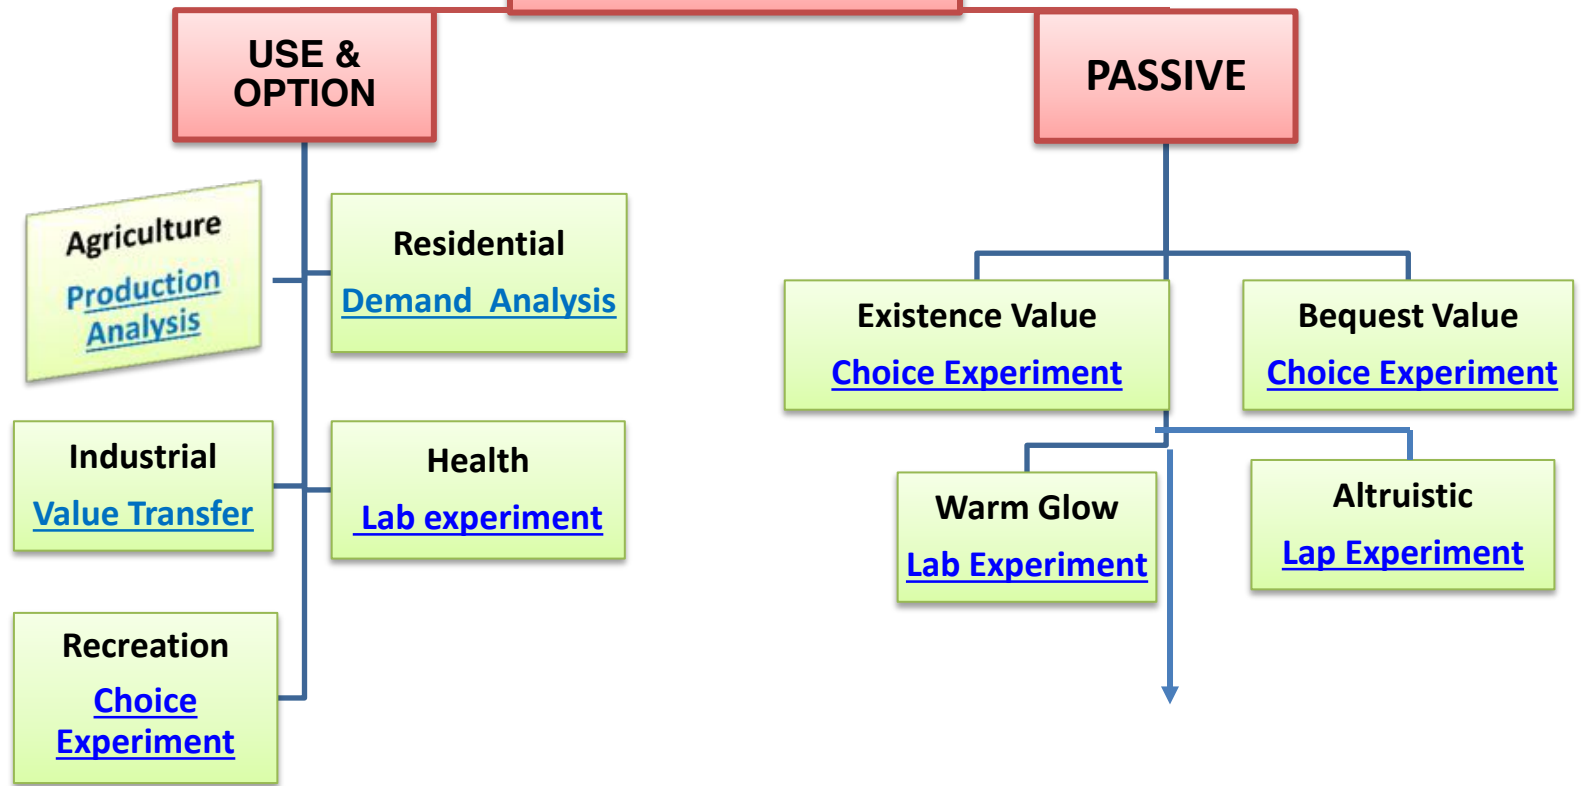 USE &
OPTION
PASSIVE
Agriculture
Production
Analysis
Residential
Demand Analysis
Existence Value
Choice Experiment
Bequest Value
Choice Experiment
Industrial
Value Transfer
Health
Lab experiment
Warm Glow
Lab Experiment
Altruistic
Lap Experiment
Recreation
Choice
Experiment